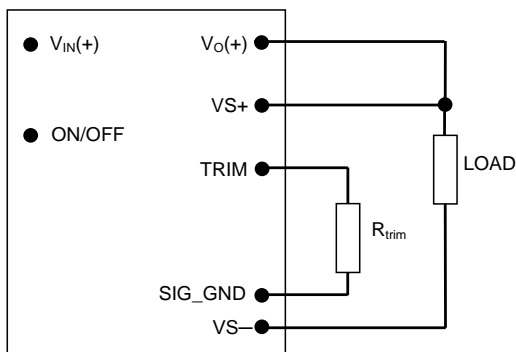 V_IN(+)
V_O(+)
VS+
ON/OFF
TRIM
LOAD
R_trim
SIG_GND
VS─